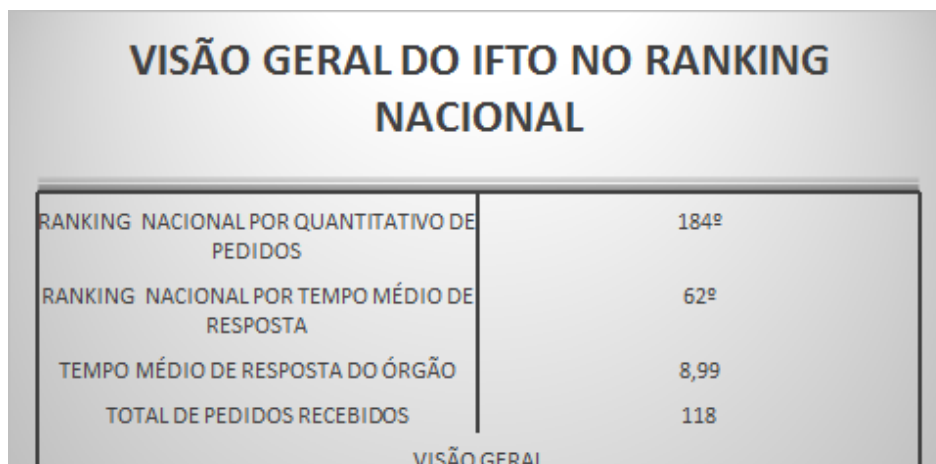 VISÃO GERAL DO IFTO NO RANKING
NACIONAL
RANKING NACIONAL POR QUANTITATIVO DE
PEDIDOS
184º
RANKING NACIONAL POR TEMPO MÉDIO DE
RESPOSTA
62º
TEMPO MÉDIO DE RESPOSTA DO ÓRGÃO
8,99
TOTAL DE PEDIDOS RECEBIDOS
118
VISÃO GERAL